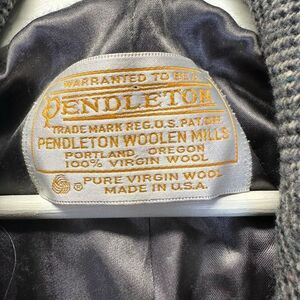 WARRANTED TO BE A
PENDLETON
TRADE MARK REG. U.S. PAT. OFF.
PENDLETON WOOLEN MILLS
PORTLAND, OREGON
100% VIRGIN WOOL
® PURE VIRGIN WOOL
MADE IN U.S.A.